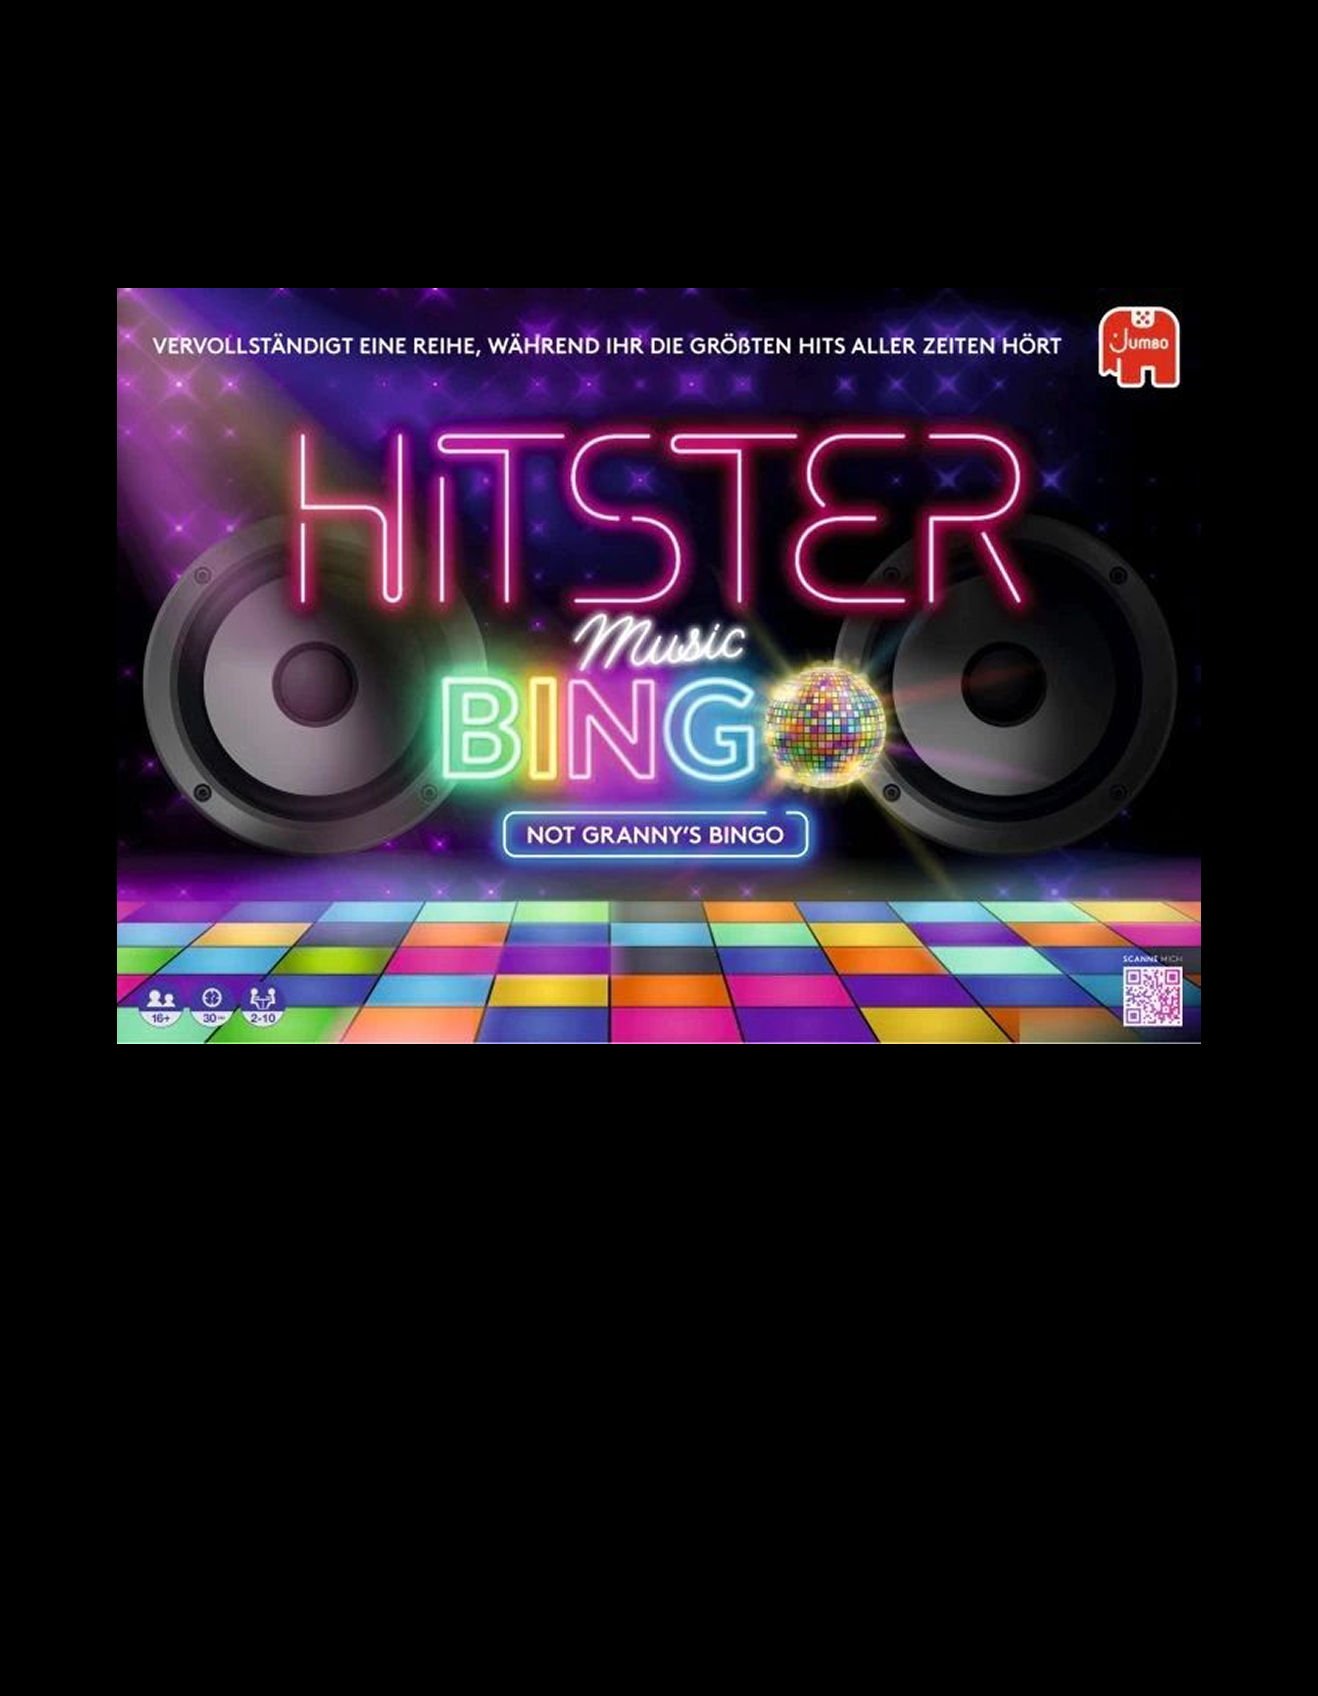 VERVOLLSTÄNDIGT EINE REIHE, WÄHREND IHR DIE GRÖßTEN HITS ALLER ZEITEN HÖRT
Jumbo
HITSTER
Music
BINGO
NOT GRANNY'S BINGO
SCANNE MICH
16+
30
2-10